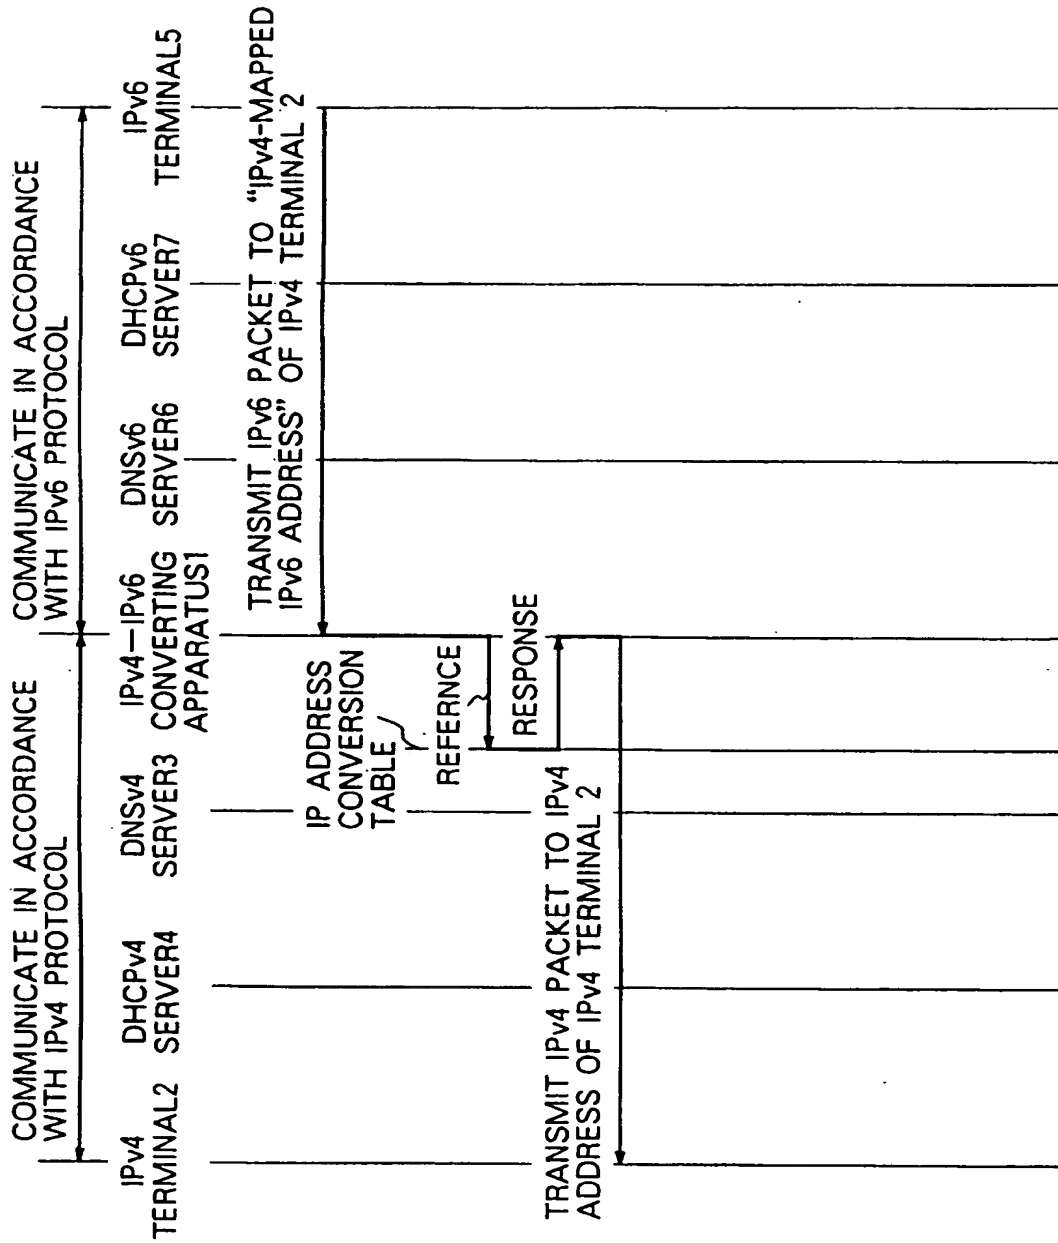 COMMUNICATE IN ACCORDANCE
WITH IPv4 PROTOCOL
COMMUNICATE IN ACCORDANCE
WITH IPv6 PROTOCOL
IPv4
TERMINAL2
DHCPv4
SERVER4
DNSv4
SERVER3
IPv4-IPv6
CONVERTING
APPARATUS1
DNSv6
SERVER6
DHCPv6
SERVER7
IPv6
TERMINAL5
TRANSMIT IPv6 PACKET TO "IPv4-MAPPED
IPv6 ADDRESS" OF IPv4 TERMINAL 2
IP ADDRESS
CONVERSION
TABLE
REFERNCE
RESPONSE
TRANSMIT IPv4 PACKET TO IPv4
ADDRESS OF IPv4 TERMINAL 2